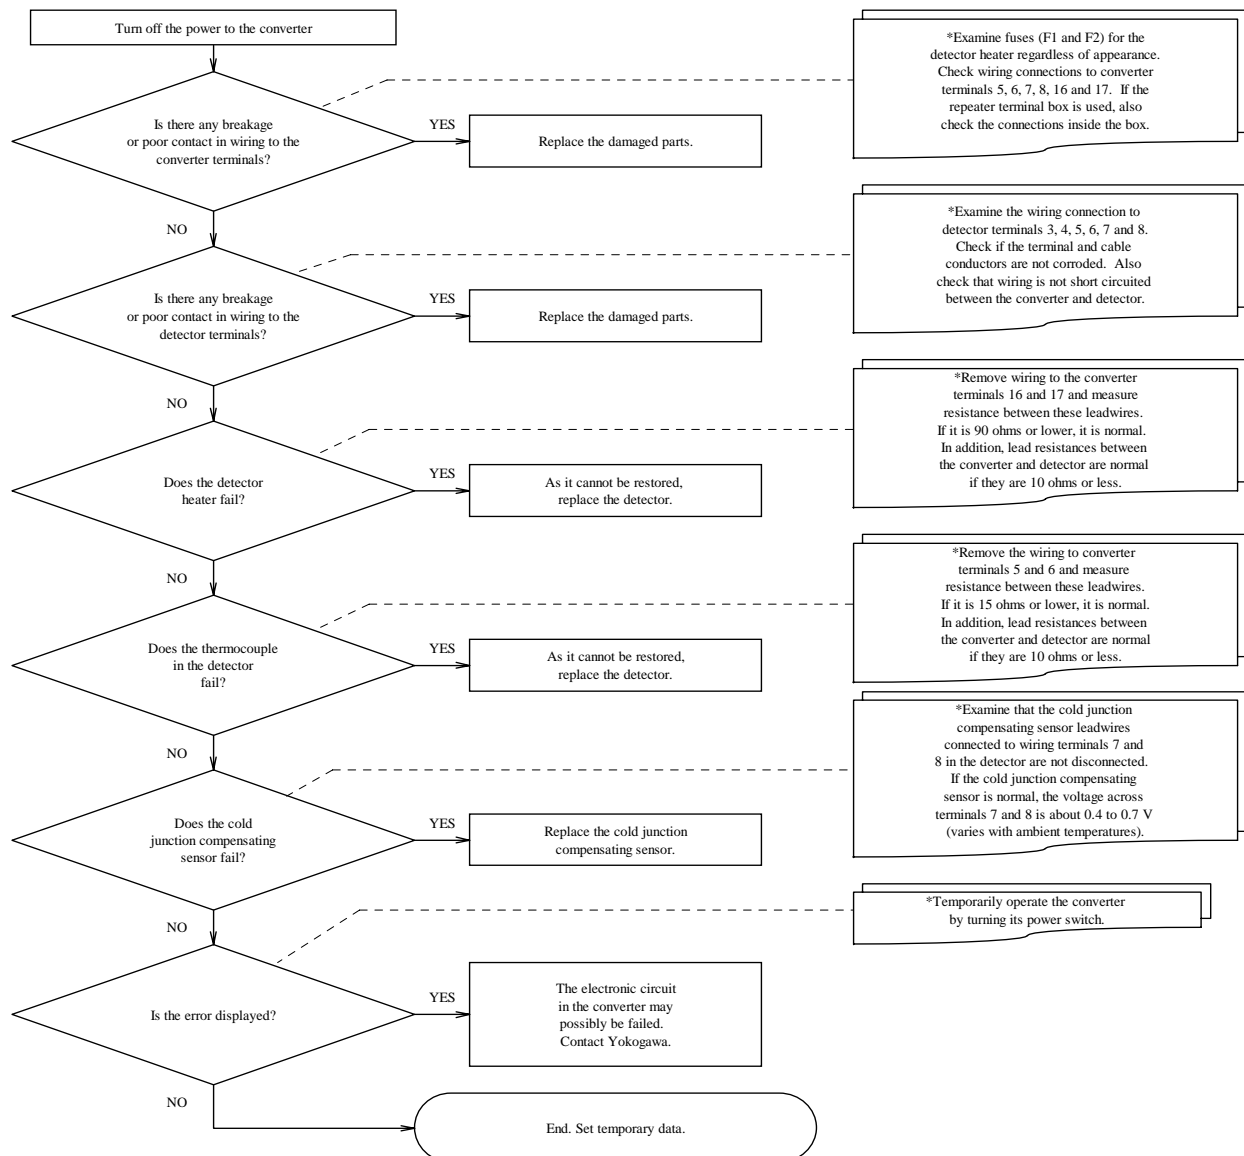 Turn off the power to the converter
*Examine fuses (F1 and F2) for the
detector heater regardless of appearance.
Check wiring connections to converter
terminals 5, 6, 7, 8, 16 and 17.  If the
repeater terminal box is used, also
check the connections inside the box.
Is there any breakage
or poor contact in wiring to the
converter terminals?
YES
Replace the damaged parts.
NO
*Examine the wiring connection to
detector terminals 3, 4, 5, 6, 7 and 8.
Check if the terminal and cable
conductors are not corroded.  Also
check that wiring is not short circuited
between the converter and detector.
Is there any breakage
or poor contact in wiring to the
detector terminals?
YES
Replace the damaged parts.
NO
*Remove wiring to the converter
terminals 16 and 17 and measure
resistance between these leadwires.
If it is 90 ohms or lower, it is normal.
In addition, lead resistances between
the converter and detector are normal
if they are 10 ohms or less.
Does the detector
heater fail?
YES
As it cannot be restored,
replace the detector.
NO
*Remove the wiring to converter
terminals 5 and 6 and measure
resistance between these leadwires.
If it is 15 ohms or lower, it is normal.
In addition, lead resistances between
the converter and detector are normal
if they are 10 ohms or less.
Does the thermocouple
in the detector
fail?
YES
As it cannot be restored,
replace the detector.
NO
*Examine that the cold junction
compensating sensor leadwires
connected to wiring terminals 7 and
8 in the detector are not disconnected.
If the cold junction compensating
sensor is normal, the voltage across
terminals 7 and 8 is about 0.4 to 0.7 V
(varies with ambient temperatures).
Does the cold
junction compensating
sensor fail?
YES
Replace the cold junction
compensating sensor.
NO
*Temporarily operate the converter
by turning its power switch.
Is the error displayed?
YES
The electronic circuit
in the converter may
possibly be failed.
Contact Yokogawa.
NO
End. Set temporary data.